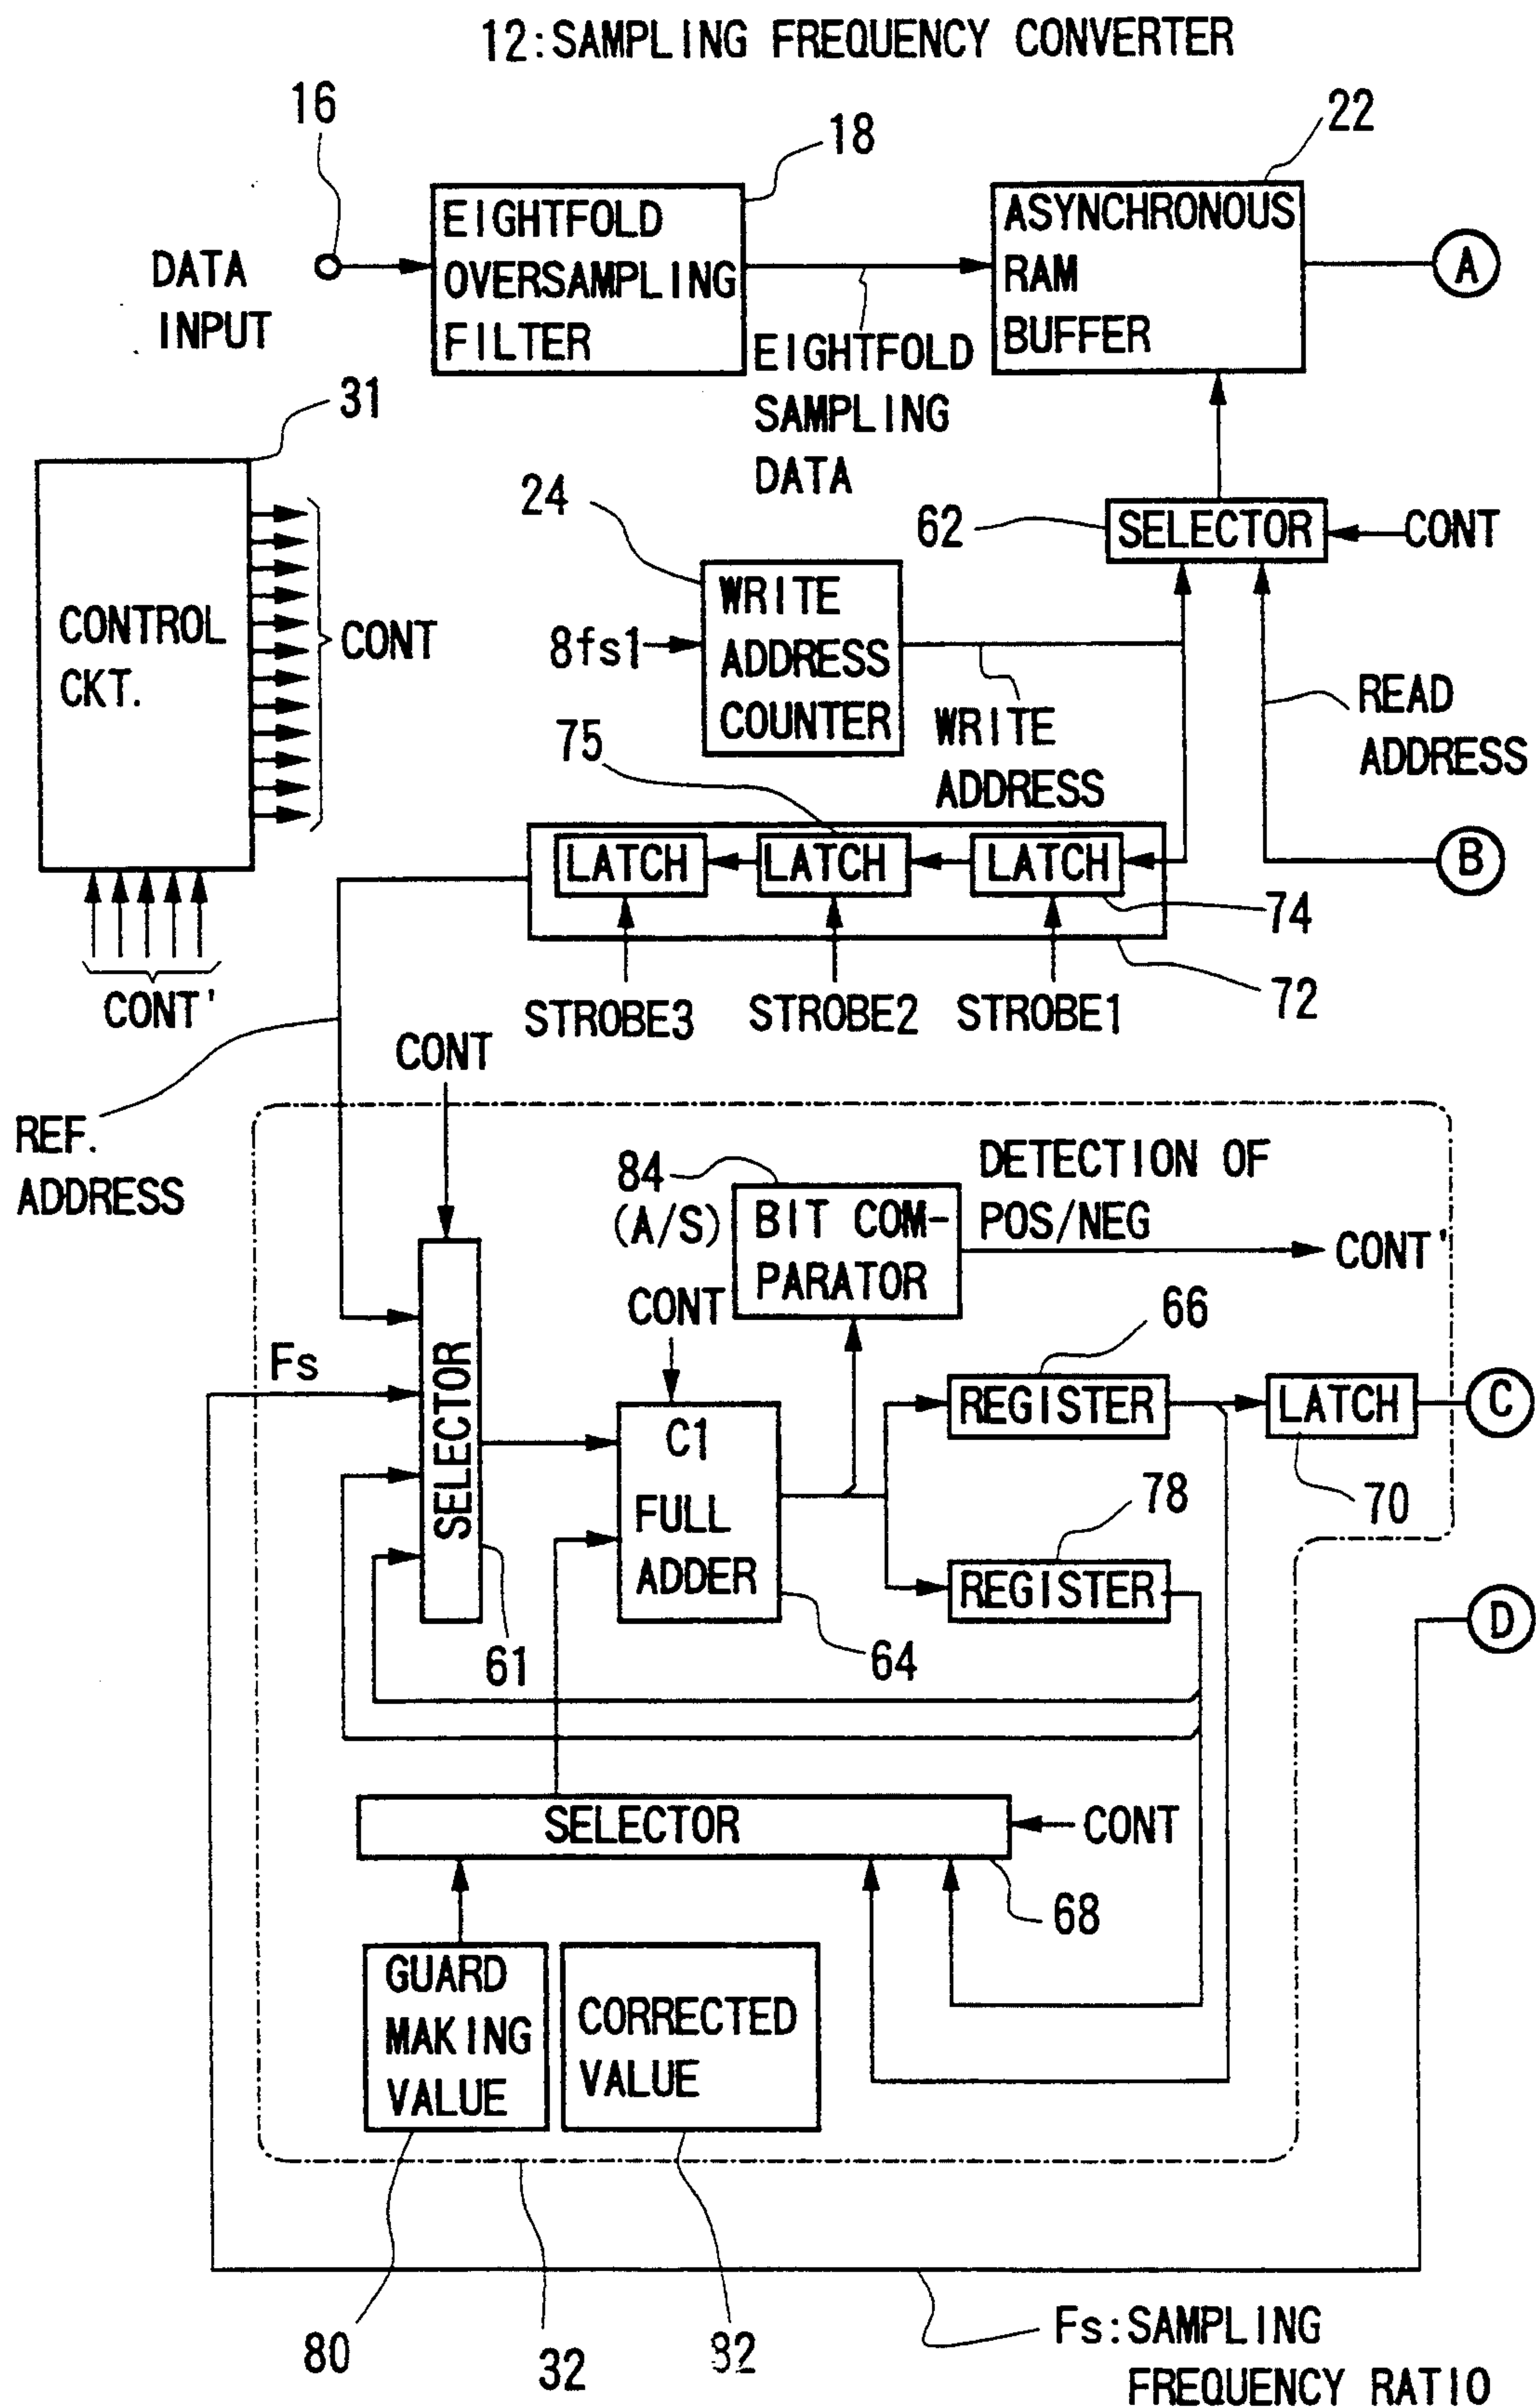 12:SAMPLING FREQUENCY CONVERTER
16
18
22
DATA
INPUT
EIGHTFOLD
OVERSAMPLING
FILTER
ASYNCHRONOUS
RAM
BUFFER
A
EIGHTFOLD
SAMPLING
DATA
31
CONTROL
CKT.
CONT
CONT'
24
8fs1
WRITE
ADDRESS
COUNTER
62
SELECTOR
CONT
WRITE
ADDRESS
READ
ADDRESS
B
75
LATCH
LATCH
LATCH
74
72
STROBE3
STROBE2
STROBE1
REF.
ADDRESS
CONT
84
(A/S)
BIT COM-
PARATOR
DETECTION OF
POS/NEG
CONT'
CONT
Fs
SELECTOR
61
C1
FULL
ADDER
64
66
REGISTER
LATCH
70
C
78
REGISTER
D
SELECTOR
CONT
68
GUARD
MAKING
VALUE
CORRECTED
VALUE
80
32
82
Fs:SAMPLING
FREQUENCY RATIO